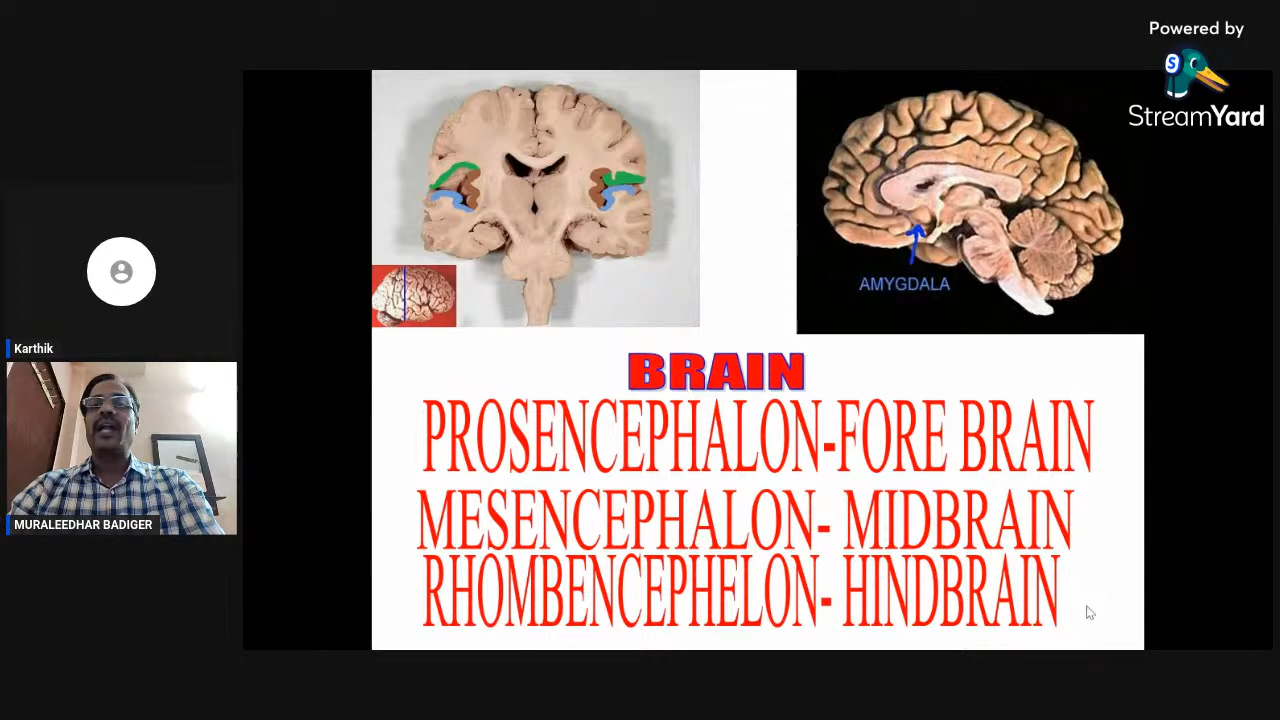 Powered by
S
StreamYard
AMYGDALA
Karthik
MURALEEDHAR BADIGER
BRAIN
PROSENCEPHALON-FORE BRAIN
MESENCEPHALON- MIDBRAIN
RHOMBENCEPHELON- HINDBRAIN